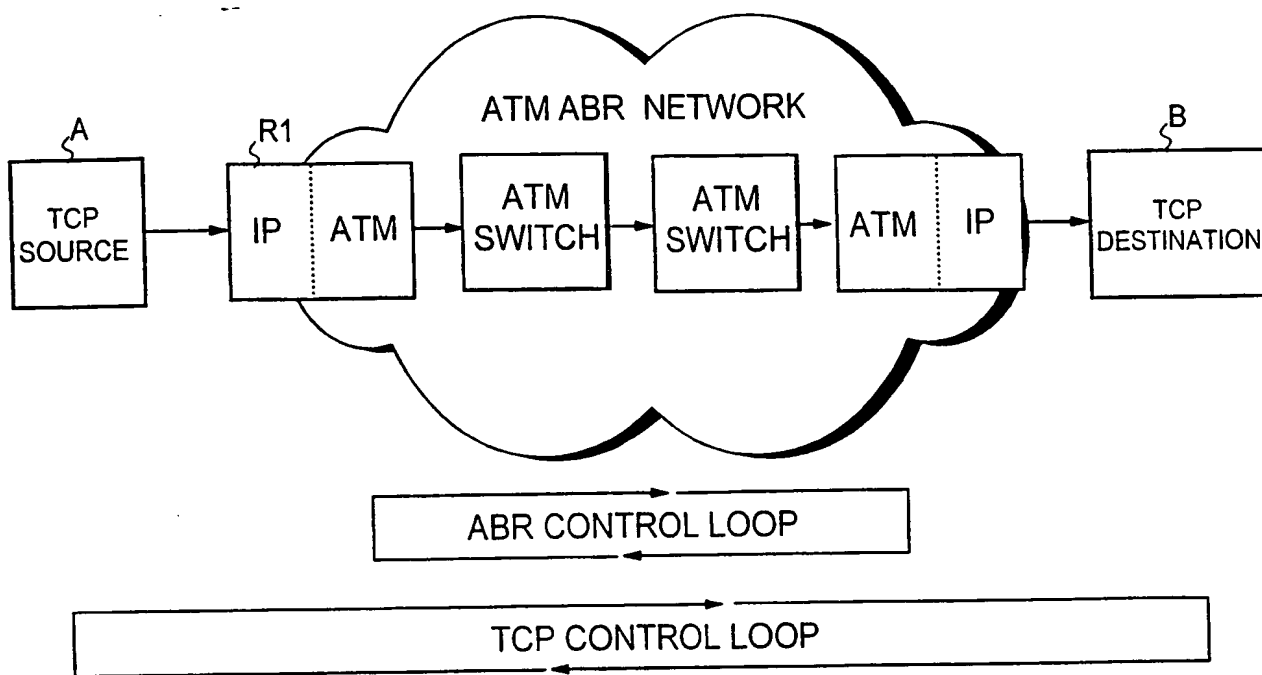 ATM ABR NETWORK
A
R1
B
TCP
SOURCE
IP
ATM
ATM
SWITCH
ATM
SWITCH
ATM
IP
TCP
DESTINATION
ABR CONTROL LOOP
TCP CONTROL LOOP